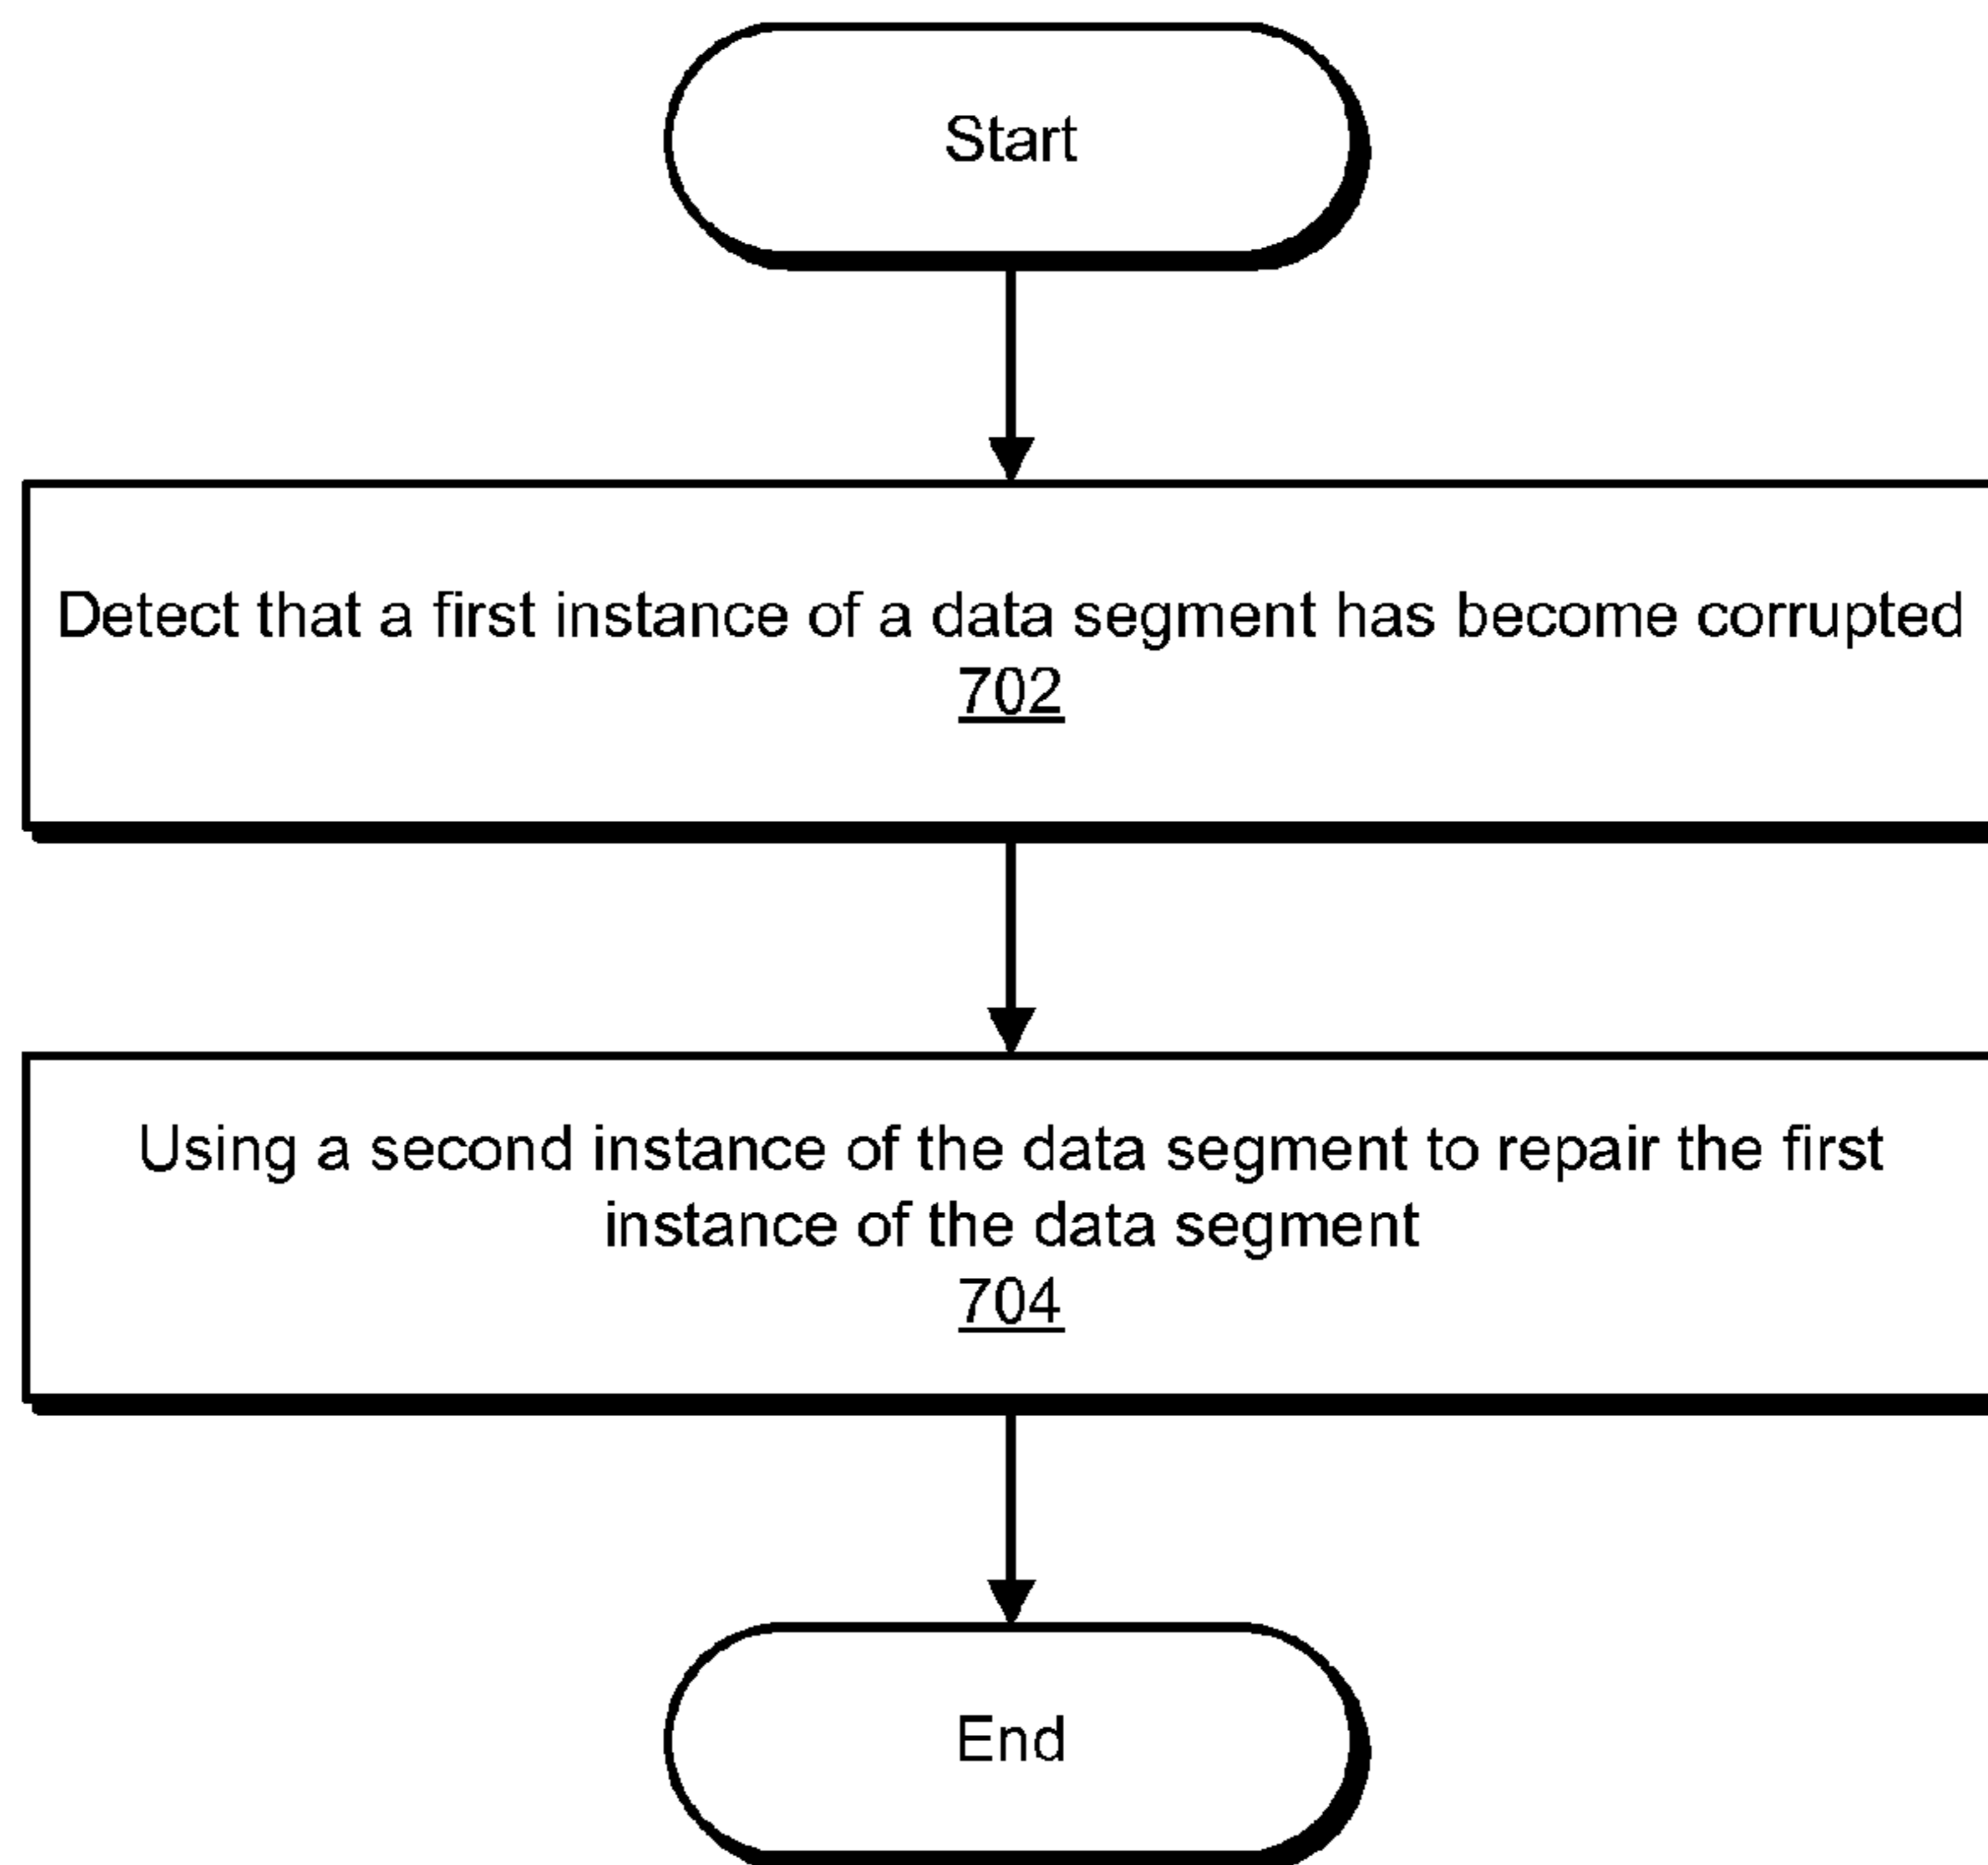 Start
Detect that a first instance of a data segment has become corrupted
702
Using a second instance of the data segment to repair the first
instance of the data segment
704
End